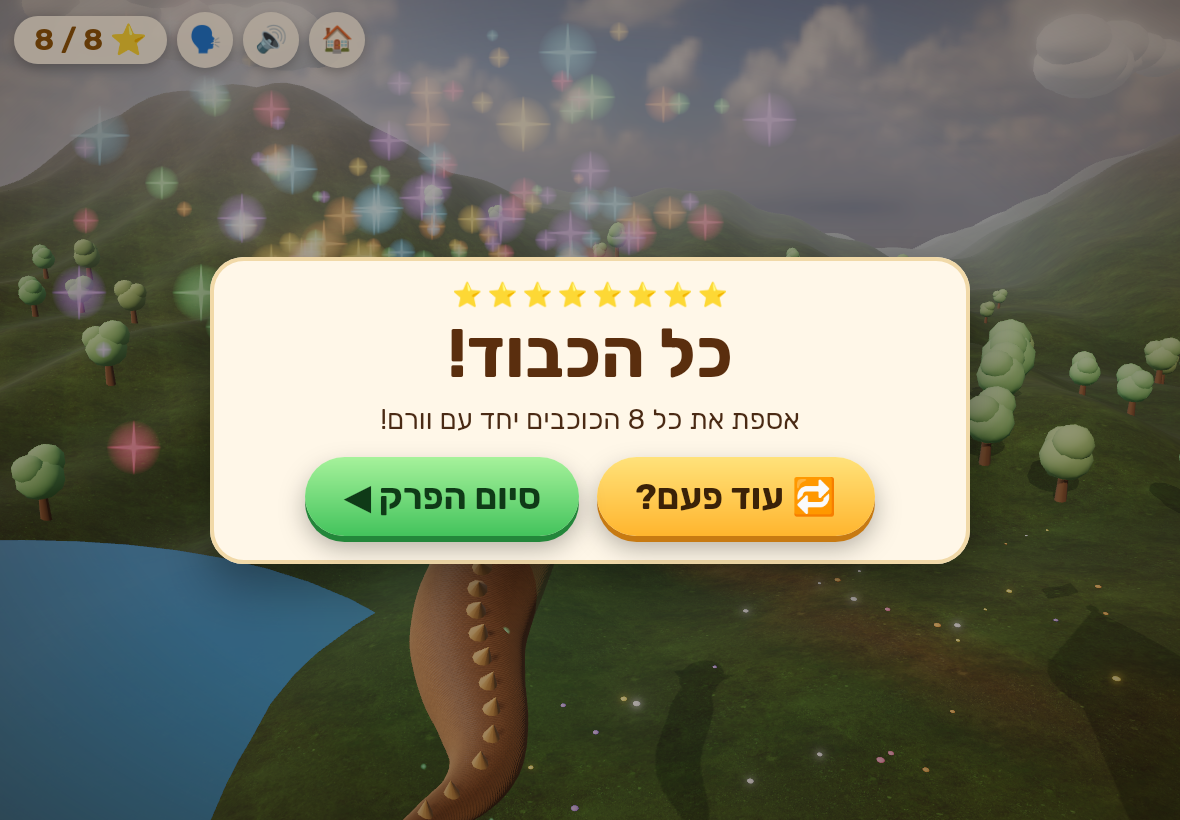 8 / 8
כל הכבוד!
אספת את כל 8 הכוכבים יחד עם וורם!
עוד פעם?
סיום הפרק